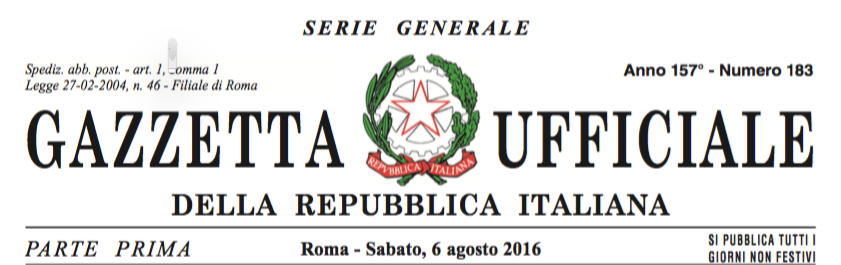 SERIE GENERALE
Spediz. abb. post. - art. 1, comma 1
Legge 27-02-2004, n. 46 - Filiale di Roma
Anno 157° - Numero 183
GAZZETTA UFFICIALE
REPVBBLICA ITALIANA
DELLA REPUBBLICA ITALIANA
PARTE PRIMA
Roma - Sabato, 6 agosto 2016
SI PUBBLICA TUTTI I
GIORNI NON FESTIVI